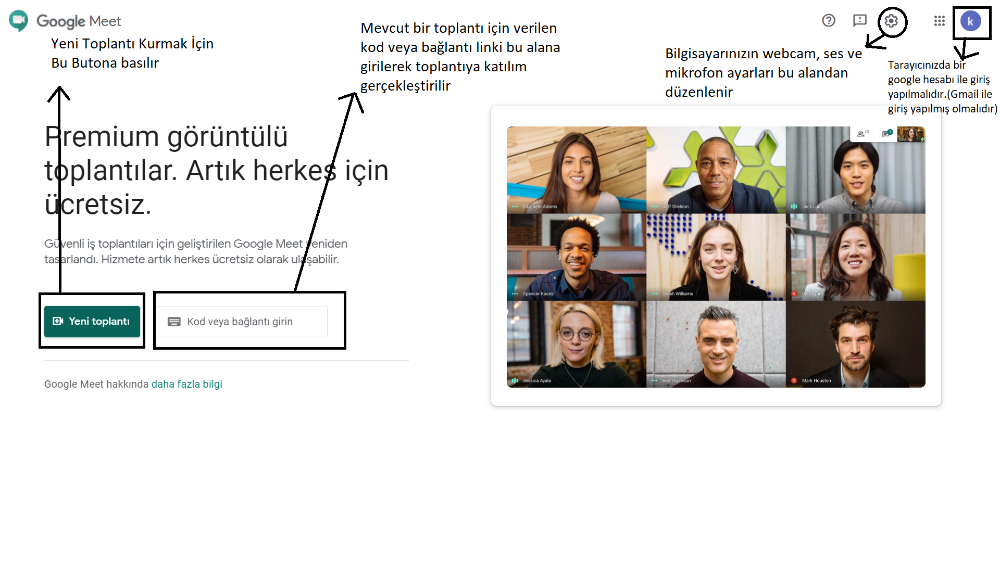 Google Meet
Yeni Toplantı Kurmak İçin
Bu Butona basılır
Mevcut bir toplantı için verilen
kod veya bağlantı linki bu alana
girilerek toplantıya katılım
gerçekleştirilir
Bilgisayarınızın webcam, ses ve
mikrofon ayarları bu alandan
düzenlenir
k
Tarayıcınızda bir
google hesabı ile giriş
yapılmalıdır.(Gmail ile
giriş yapılmış olmalıdır)
Premium görüntülü
toplantılar. Artık herkes için
ücretsiz.
Güvenli iş toplantıları için geliştirilen Google Meet yeniden
tasarlandı. Hizmete artık herkes ücretsiz olarak ulaşabilir.
Yeni toplantı
Kod veya bağlantı girin
Google Meet hakkında daha fazla bilgi
10
1
You
Elizabeth Adams
Jeff Sheldon
Jack Luan
Spencer Kacey
Sarah Williams
Risa Lynes
Jessica Ayala
Ben Thomson
Mark Houston